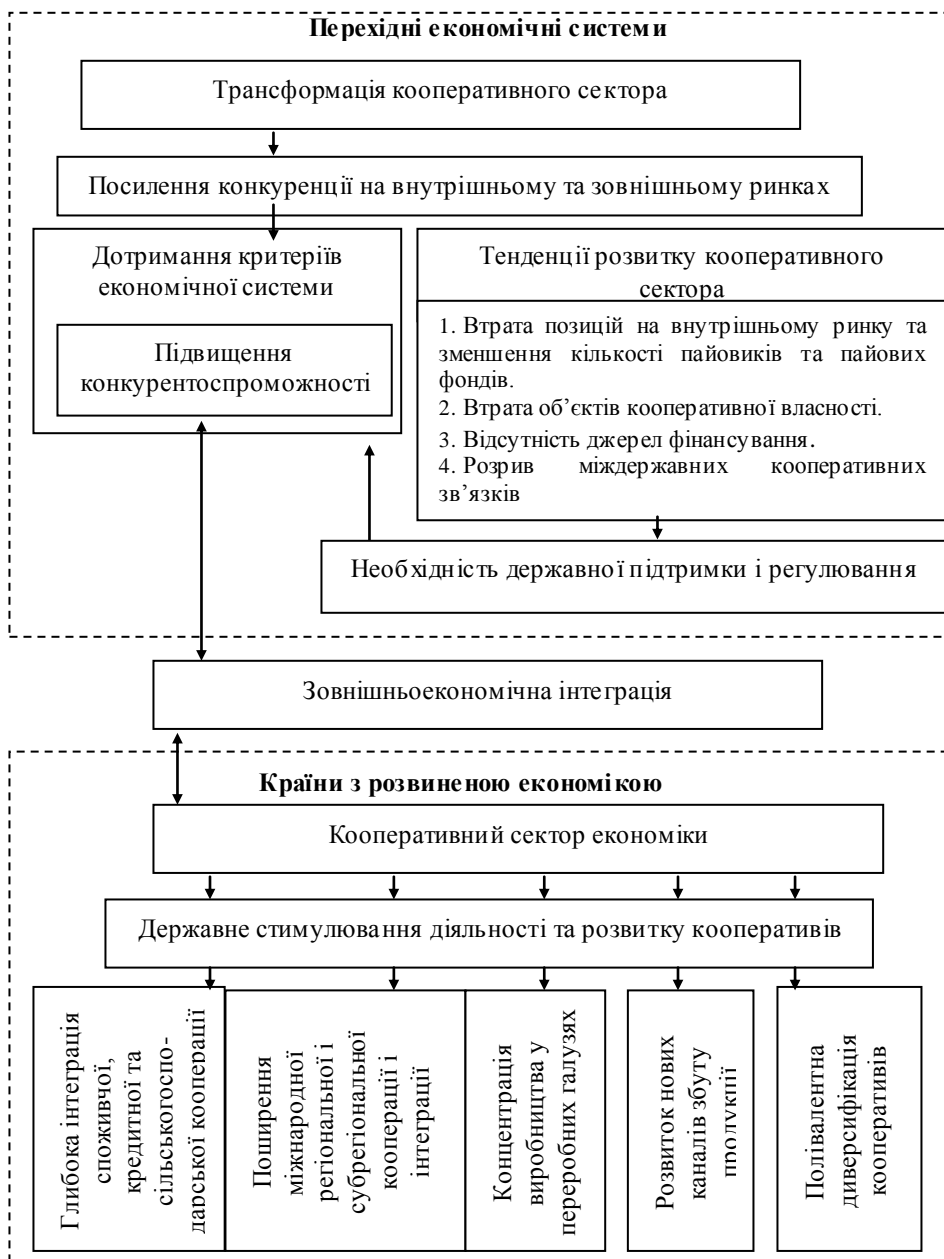 Перехідні економічні системи
Трансформація кооперативного сектора
Посилення конкуренції на внутрішньому та зовнішньому ринках
Дотримання критеріїв
економічної системи
Підвищення
конкурентоспроможності
Тенденції розвитку кооперативного
сектора
1. Втрата позицій на внутрішньому ринку та
зменшення кількості пайовиків та пайових
фондів.
2. Втрата об’єктів кооперативної власності.
3. Відсутність джерел фінансування.
4. Розрив міждержавних кооперативних
зв’язків
Необхідність державної підтримки і регулювання
Зовнішньоекономічна інтеграція
Країни з розвиненою економікою
Кооперативний сектор економіки
Державне стимулювання діяльності та розвитку кооперативів
Глибока інтеграція
споживчої,
кредитної та
сільськогоспо-
дарської кооперації
Поширення
міжнародної
регіональної і
субрегіональної
кооперації і
інтеграції
Концентрація
виробництва у
переробних галузях
Розвиток нових
каналів збуту
продукції
Полівалентна
диверсифікація
кооперативів